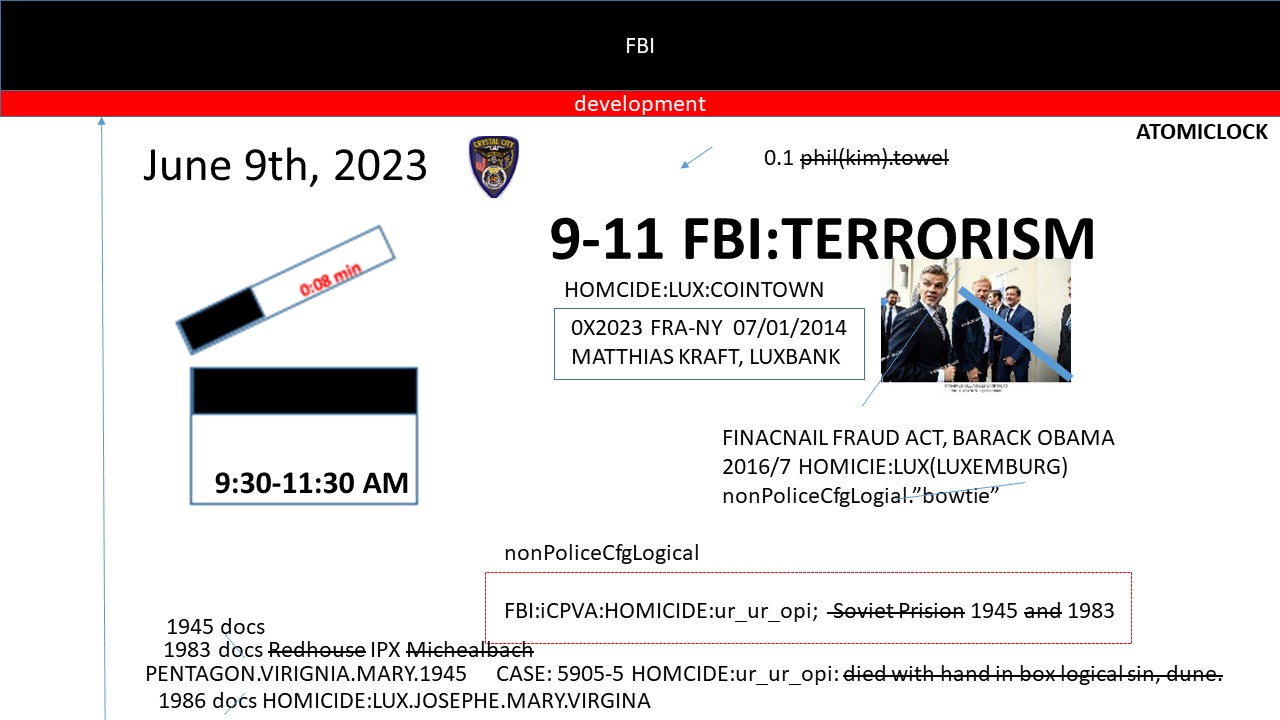 FBI
development
ATOMICLOCK
June 9th, 2023
CRYSTAL CITY
0.1 phil(kim).towel
9-11 FBI:TERRORISM
0:08 min
HOMCIDE:LUX:COINTOWN
0X2023 FRA-NY 07/01/2014
MATTHIAS KRAFT, LUXBANK
FINACNAIL FRAUD ACT, BARACK OBAMA
2016/7 HOMICIE:LUX(LUXEMBURG)
nonPoliceCfgLogial.”bowtie”
9:30-11:30 AM
nonPoliceCfgLogical
FBI:iCPVA:HOMICIDE:ur_ur_opi; Soviet Prision 1945 and 1983
1945 docs
1983 docs Redhouse IPX Michealbach
PENTAGON.VIRIGNIA.MARY.1945 CASE: 5905-5 HOMCIDE:ur_ur_opi: died with hand in box logical sin, dune.
1986 docs HOMICIDE:LUX.JOSEPHE.MARY.VIRGINA